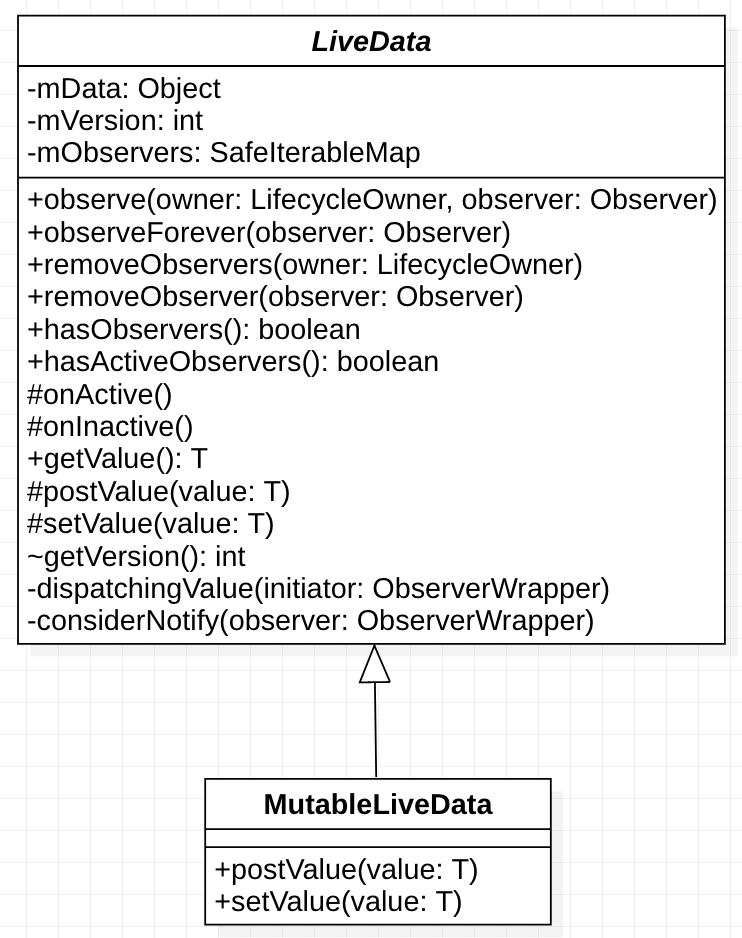 LiveData
-mData: Object
-mVersion: int
-mObservers: SafeIterableMap
+observe(owner: LifecycleOwner, observer: Observer)
+observeForever(observer: Observer)
+removeObservers(owner: LifecycleOwner)
+removeObserver(observer: Observer)
+hasObservers(): boolean
+hasActiveObservers(): boolean
#onActive()
#onInactive()
+getValue(): T
#postValue(value: T)
#setValue(value: T)
~getVersion(): int
-dispatchingValue(initiator: ObserverWrapper)
-considerNotify(observer: ObserverWrapper)
MutableLiveData
+postValue(value: T)
+setValue(value: T)